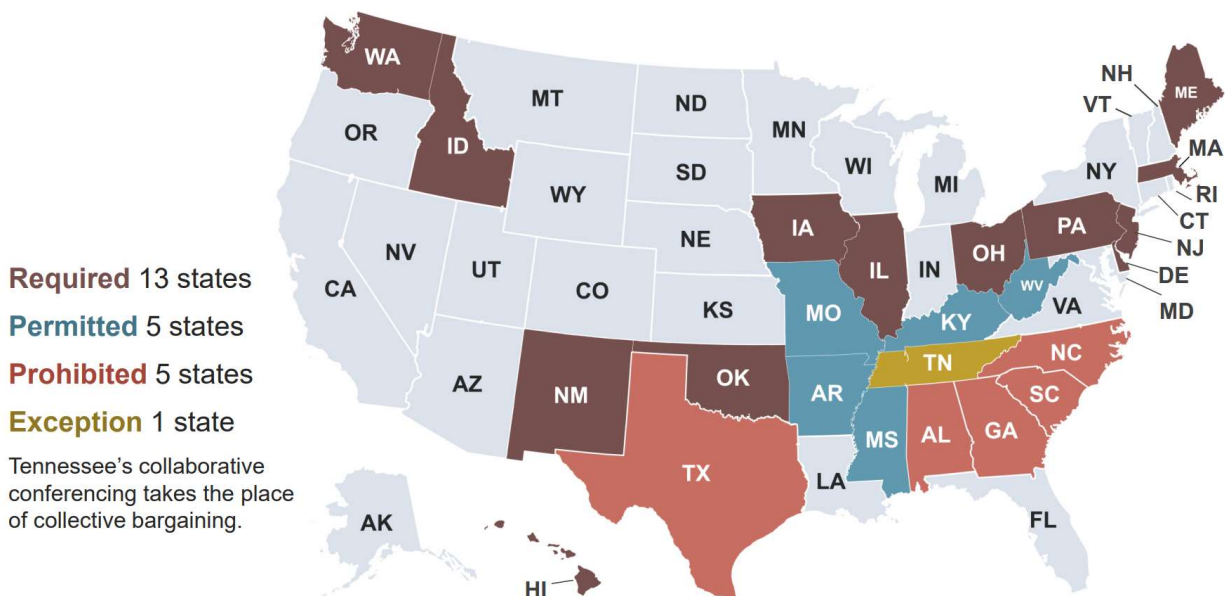 Required 13 states
Permitted 5 states
Prohibited 5 states
Exception 1 state
Tennessee's collaborative
conferencing takes the place
of collective bargaining.
WA
OR
ID
MT
WY
ND
SD
NE
KS
MN
WI
MI
IA
IL
IN
OH
PA
NY
NH
VT
ME
MA
RI
CT
NJ
DE
MD
CA
NV
UT
CO
AZ
NM
OK
TX
MO
AR
LA
MS
AL
GA
FL
SC
NC
TN
KY
WV
VA
AK
HI